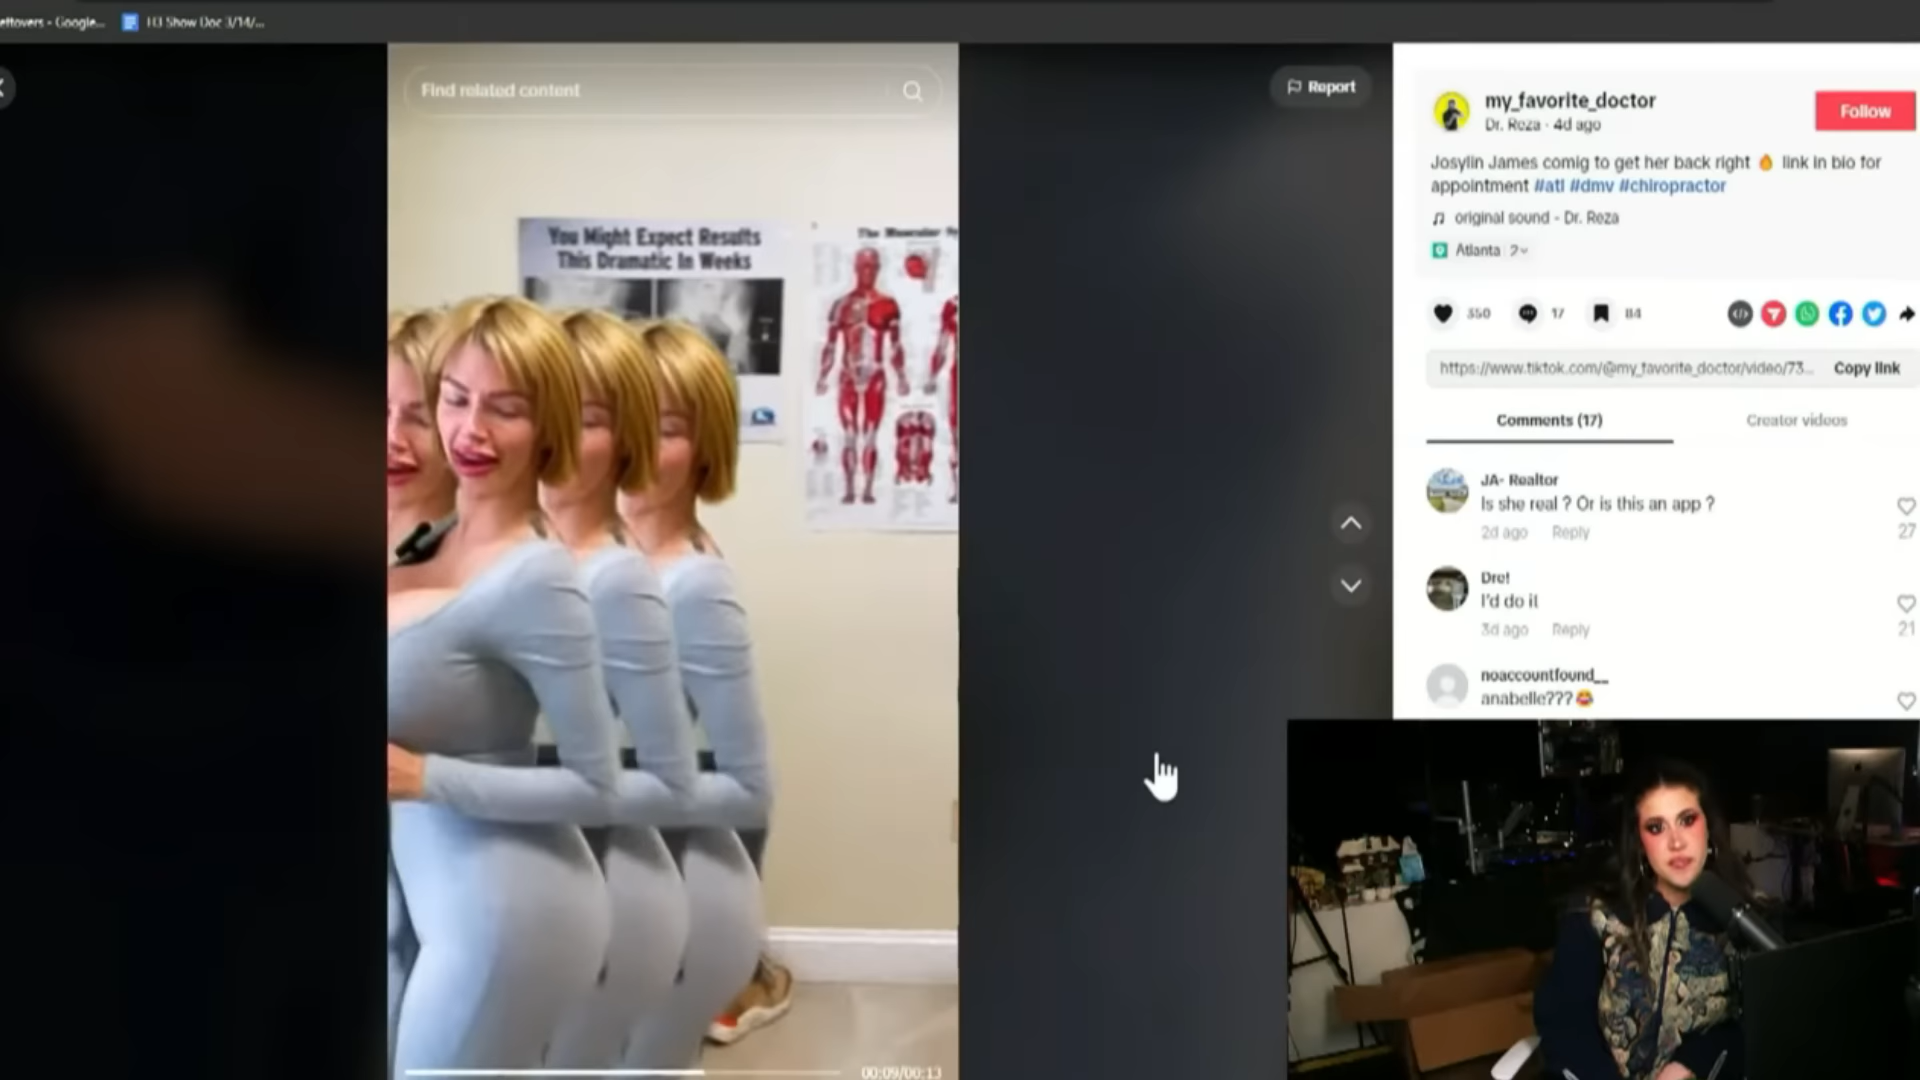 eftovers - Google...
H3 Show Doc 3/14/...
Find related content
You Might Expect Results
This Dramatic In Weeks
The Muscular
Report
my_favorite_doctor
Dr. Reza · 4d ago
Follow
Josylin James comig to get her back right 🔥 link in bio for
appointment #atl #dmv #chiropractor
original sound - Dr. Reza
Atlanta
350
17
84
https://www.tiktok.com/@my_favorite_doctor/video/73...
Copy link
Comments (17)
Creator videos
JA- Realtor
Is she real ? Or is this an app ?
27
2d ago Reply
Dre!
I'd do it
21
3d ago Reply
noaccountfound__
anabelle???😂
00:09/00:13